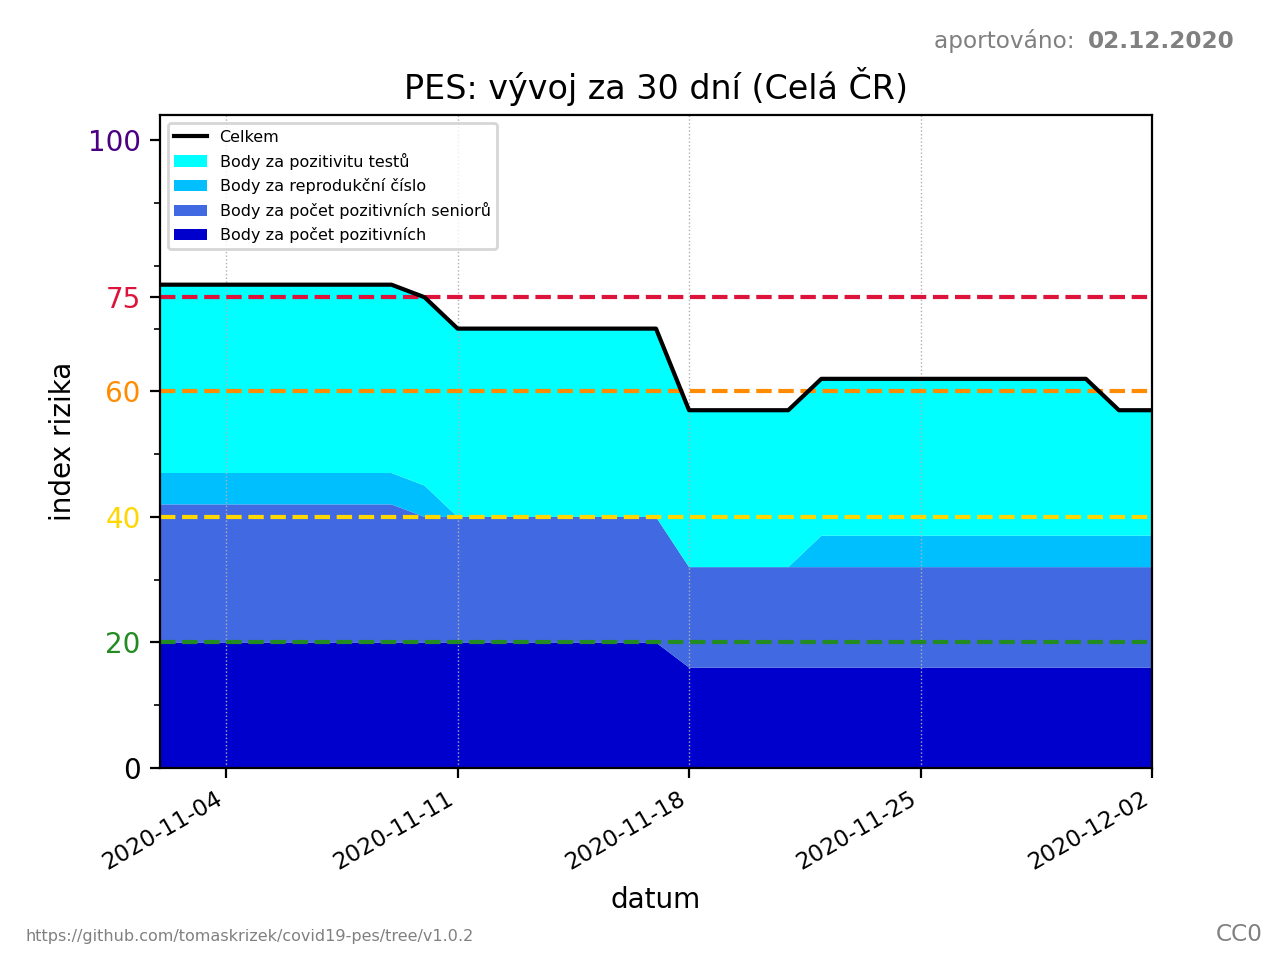 aportováno: 02.12.2020
PES: vývoj za 30 dní (Celá ČR)
100
75
60
40
20
0
index rizika
Celkem
Body za pozitivitu testů
Body za reprodukční číslo
Body za počet pozitivních seniorů
Body za počet pozitivních
2020-11-04
2020-11-11
2020-11-18
2020-11-25
2020-12-02
datum
https://github.com/tomaskrizek/covid19-pes/tree/v1.0.2
CC0